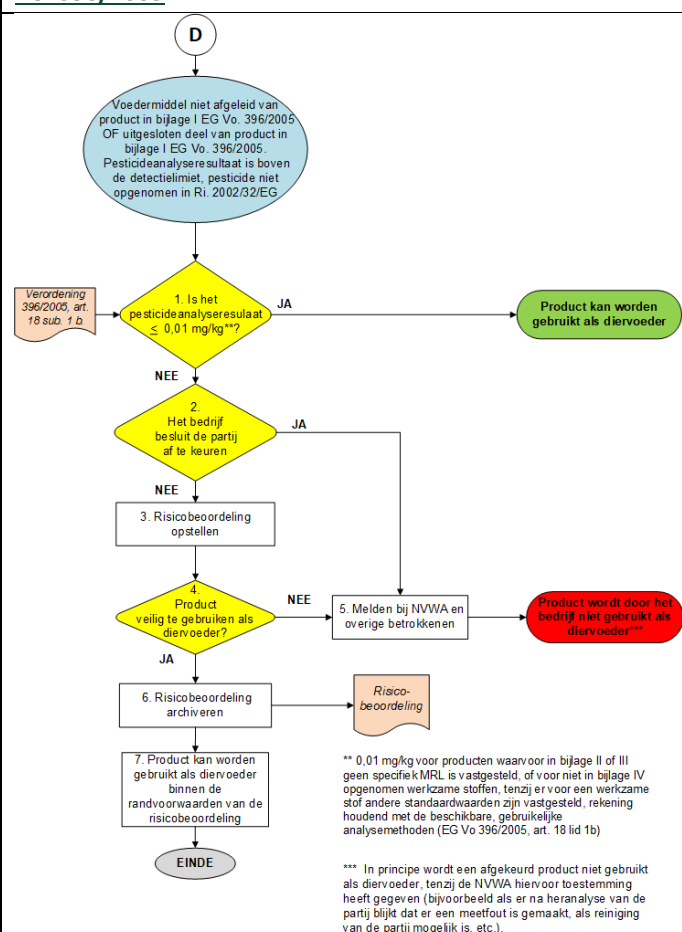 D
Voedermiddel niet afgeleid van
product in bijlage I EG Vo. 396/2005
OF uitgesloten deel van product in
bijlage I EG Vo. 396/2005.
Pesticideanalyseresultaat is boven
de detectielimiet, pesticide niet
opgenomen in Ri. 2002/32/EG
Verordening
396/2005, art.
18 sub. 1 b
1. Is het
pesticideanalyseresulaat
≤ 0,01 mg/kg**?
JA
Product kan worden
gebruikt als diervoeder
NEE
2.
Het bedrijf
besluit de partij
af te keuren
JA
NEE
3. Risicobeoordeling
opstellen
4.
Product
veilig te gebruiken als
diervoeder?
NEE
5. Melden bij NVWA en
overige betrokkenen
Product wordt door het
bedrijf niet gebruikt als
diervoeder***
JA
6. Risicobeoordeling
archiveren
Risico-
beoordeling
7. Product kan worden
gebruikt als diervoeder
binnen de
randvoorwaarden van de
risicobeoordeling
EINDE
** 0,01 mg/kg voor producten waarvoor in bijlage II of III
geen specifiek MRL is vastgesteld, of voor niet in bijlage IV
opgenomen werkzame stoffen, tenzij er voor een werkzame
stof andere standaardwaarden zijn vastgesteld, rekening
houdend met de beschikbare, gebruikelijke
analysemethoden (EG Vo 396/2005, art. 18 lid 1b)
*** In principe wordt een afgekeurd product niet gebruikt
als diervoeder, tenzij de NVWA hiervoor toestemming
heeft gegeven (bijvoorbeeld als er na heranalyse van de
partij blijkt dat er een meetfout is gemaakt, als reiniging
van de partij mogelijk is, etc.).